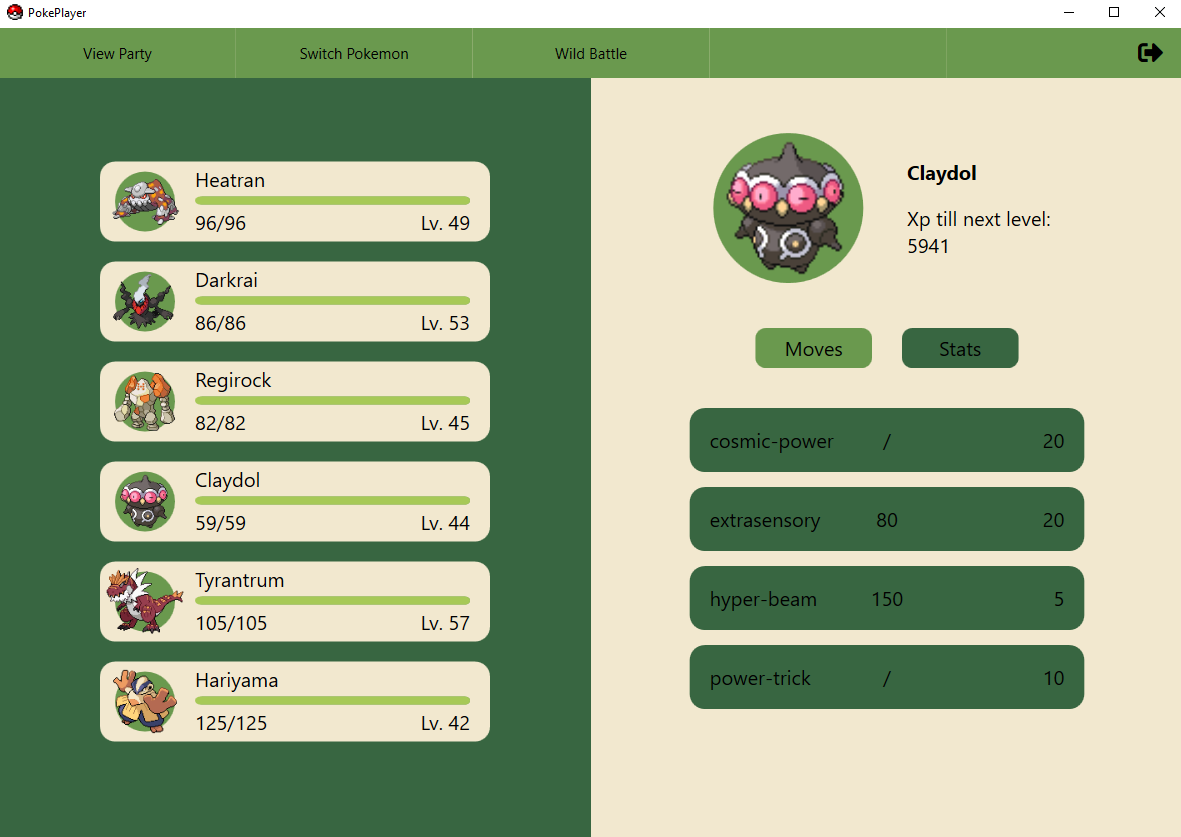 PokePlayer
View Party
Switch Pokemon
Wild Battle
Heatran
96/96 Lv. 49
Darkrai
86/86 Lv. 53
Regirock
82/82 Lv. 45
Claydol
59/59 Lv. 44
Tyrantrum
105/105 Lv. 57
Hariyama
125/125 Lv. 42
Claydol
Xp till next level:
5941
Moves
Stats
cosmic-power / 20
extrasensory 80 20
hyper-beam 150 5
power-trick / 10